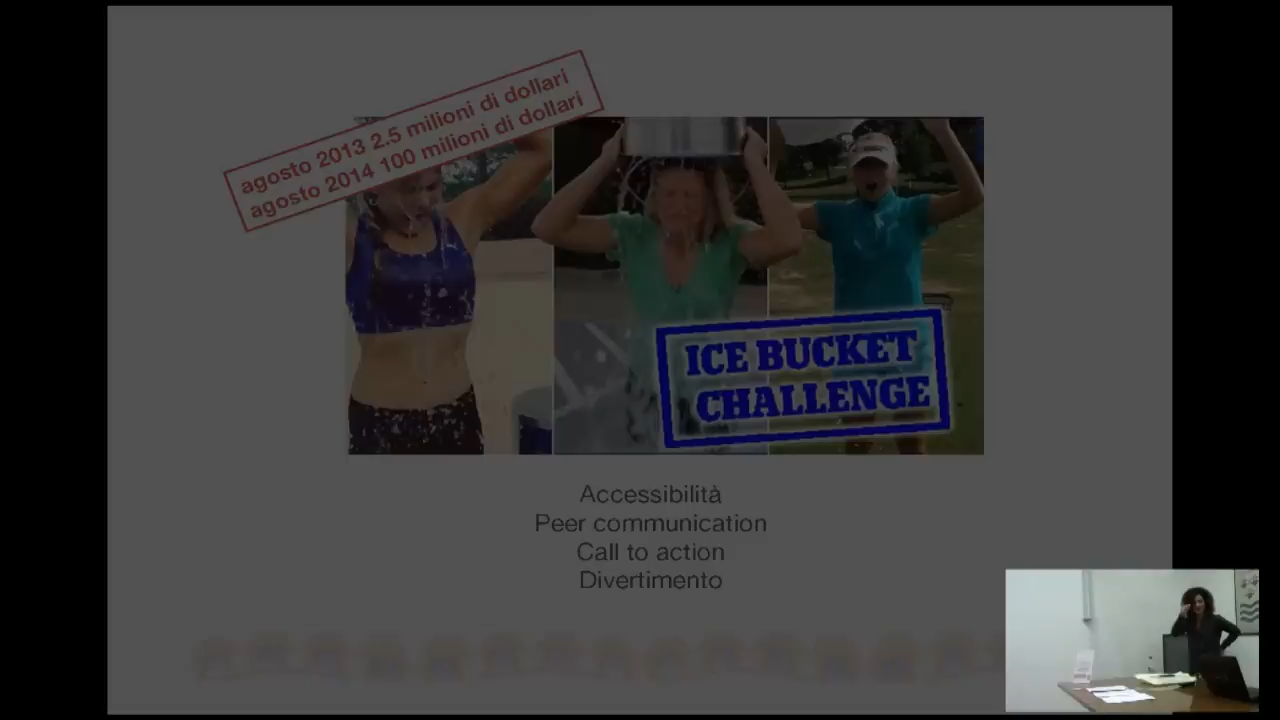 agosto 2013 2.5 milioni di dollari
agosto 2014 100 milioni di dollari
ICE BUCKET
CHALLENGE
Accessibilità
Peer communication
Call to action
Divertimento